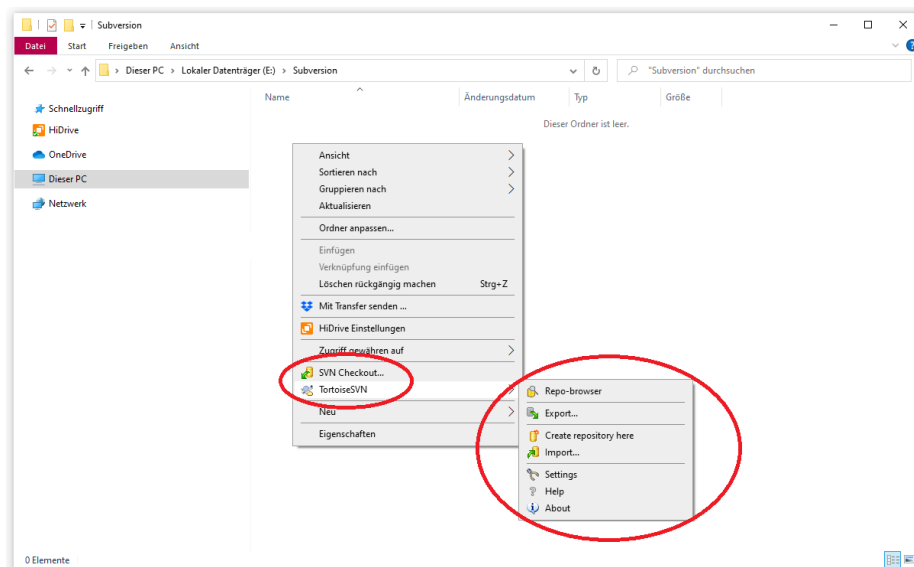 Subversion
Datei Start Freigeben Ansicht
Dieser PC > Lokaler Datenträger (E:) > Subversion
"Subversion" durchsuchen
Name Änderungsdatum Typ Größe
Dieser Ordner ist leer.
Schnellzugriff
HiDrive
OneDrive
Dieser PC
Netzwerk
Ansicht
Sortieren nach
Gruppieren nach
Aktualisieren
Ordner anpassen...
Einfügen
Verknüpfung einfügen
Löschen rückgängig machen Strg+Z
Mit Transfer senden ...
HiDrive Einstellungen
Zugriff gewähren auf
SVN Checkout...
TortoiseSVN
Neu
Eigenschaften
Repo-browser
Export...
Create repository here
Import...
Settings
Help
About
0 Elemente